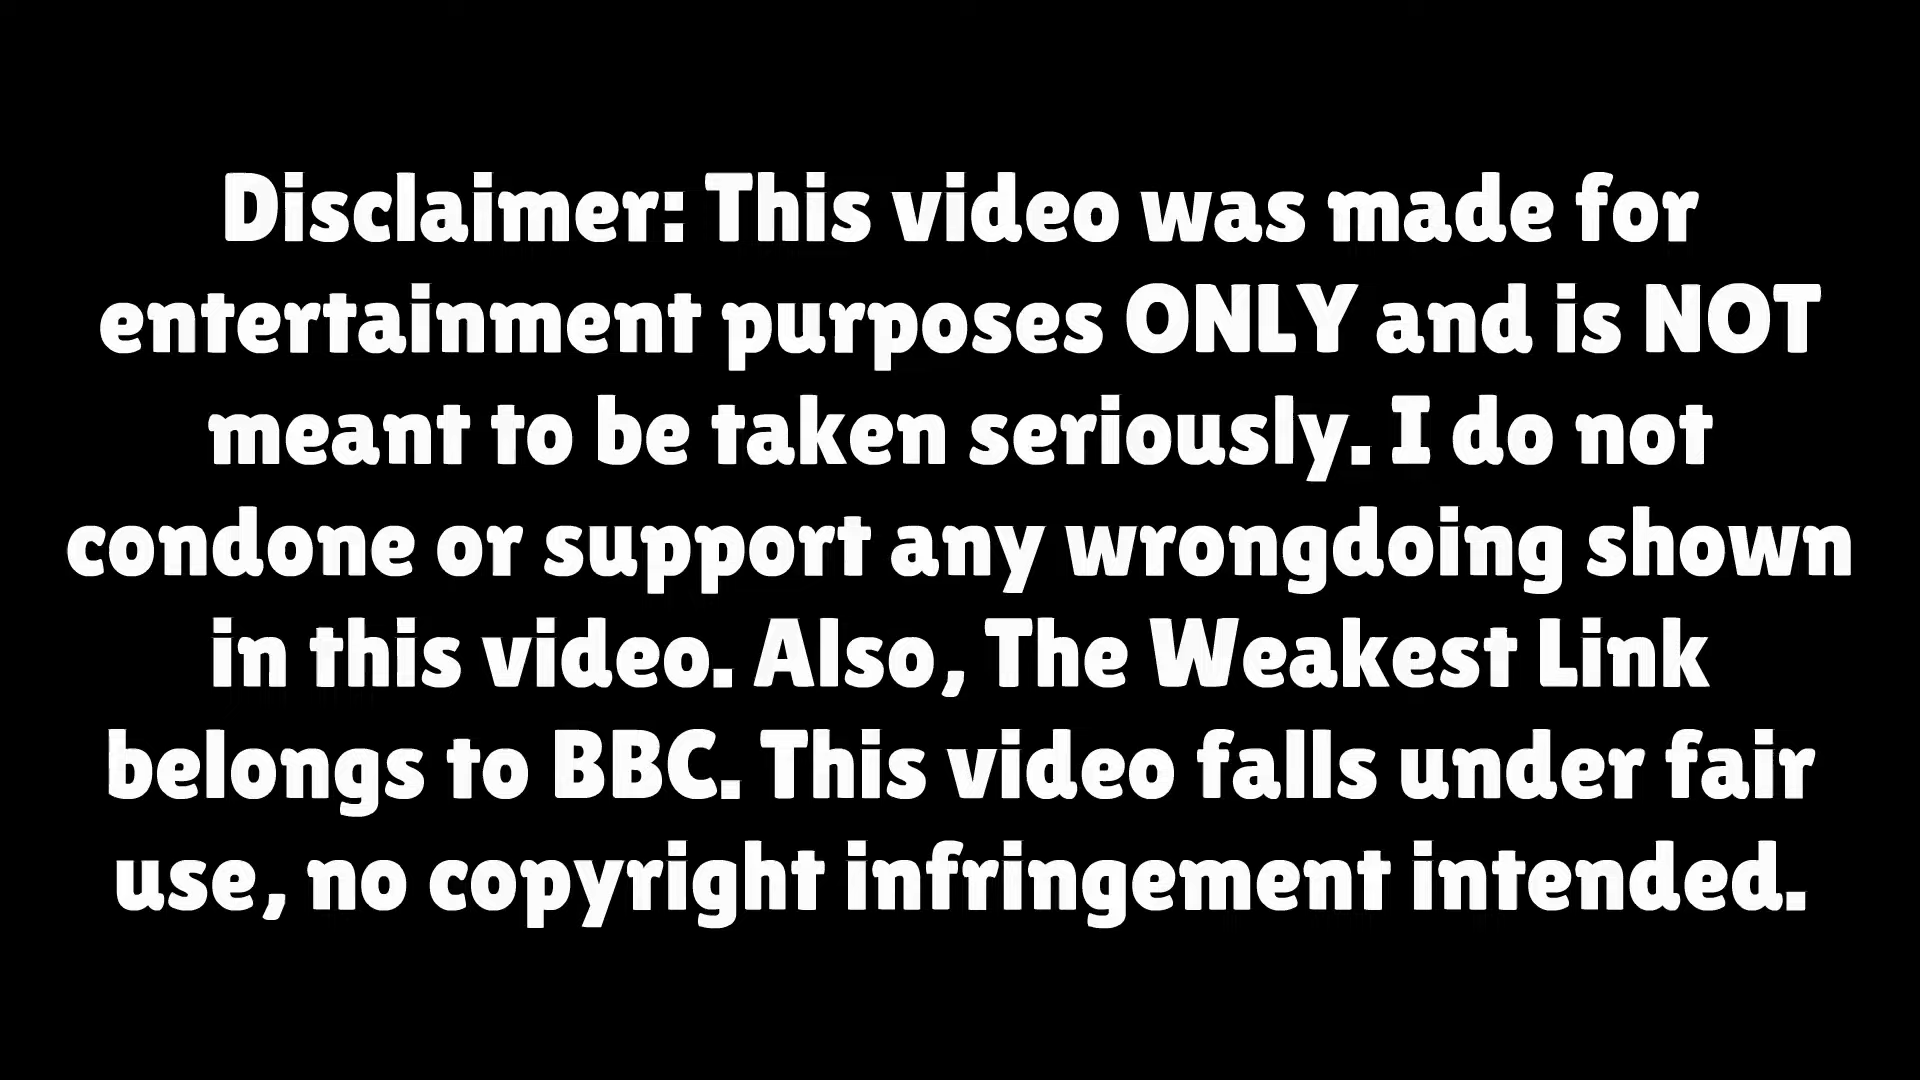 Disclaimer: This video was made for
entertainment purposes ONLY and is NOT
meant to be taken seriously. I do not
condone or support any wrongdoing shown
in this video. Also, The Weakest Link
belongs to BBC. This video falls under fair
use, no copyright infringement intended.